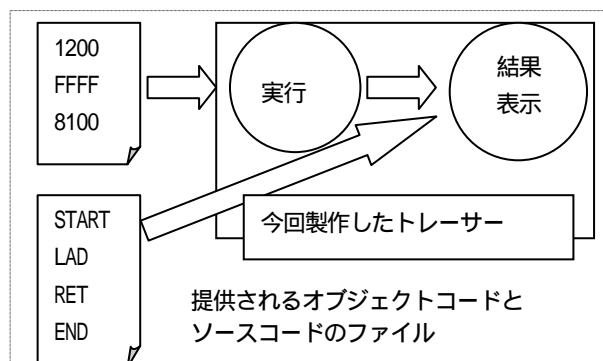 1200
FFFF
8100
実行
結果
表示
START
LAD
RET
END
今回製作したトレーサー
提供されるオブジェクトコードと
ソースコードのファイル